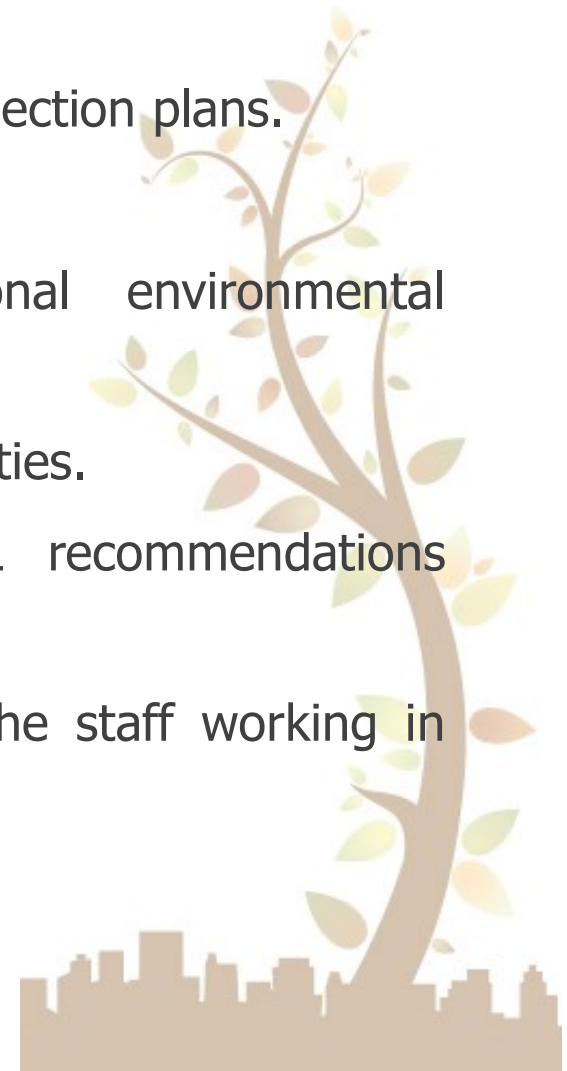 ection plans.
onal environmental
ties.
recommendations
he staff working in